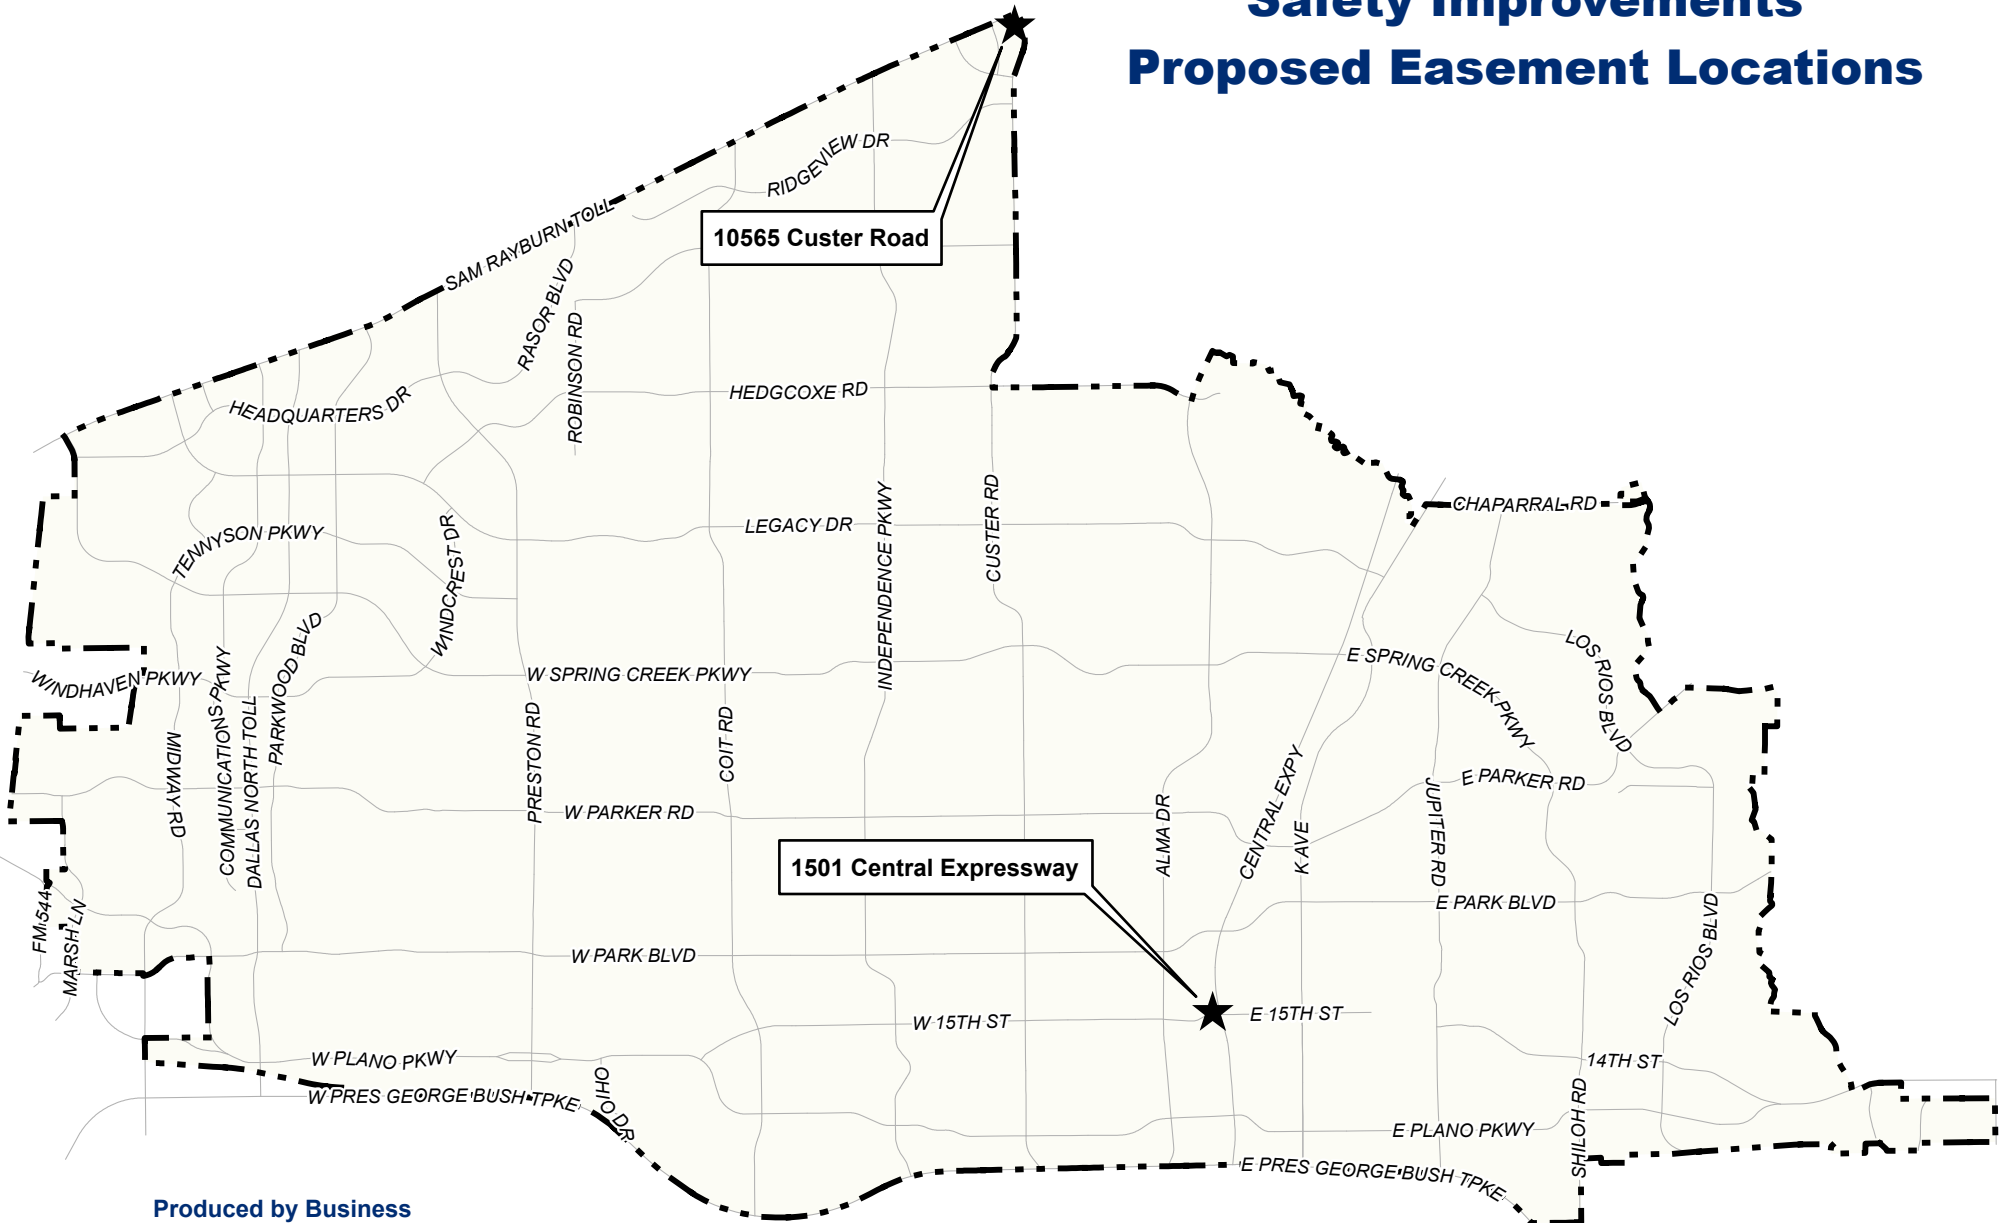 Safety Improvements
Proposed Easement Locations
RIDGEVIEW DR
10565 Custer Road
SAM RAYBURN TOLL
RASOR BLVD
ROBINSON RD
HEADQUARTERS DR
HEDGCOXE RD
CHAPARRAL RD
TENNYSON PKWY
WINDCREST DR
LEGACY DR
INDEPENDENCE PKWY
CUSTER RD
WINDHAVEN PKWY
COMMUNICATIONS PKWY
PARKWOOD BLVD
W SPRING CREEK PKWY
E SPRING CREEK PKWY
LOS RIOS BLVD
MIDWAY RD
DALLAS NORTH TOLL
PRESTON RD
COIT RD
W PARKER RD
E PARKER RD
ALMA DR
CENTRAL EXPY
K AVE
JUPITER RD
1501 Central Expressway
FM 544
MARSH LN
E PARK BLVD
W PARK BLVD
LOS RIOS BLVD
W 15TH ST
E 15TH ST
W PLANO PKWY
14TH ST
W PRES GEORGE BUSH TPKE
OHIO DR
SHILOH RD
E PLANO PKWY
E PRES GEORGE BUSH TPKE
Produced by Business